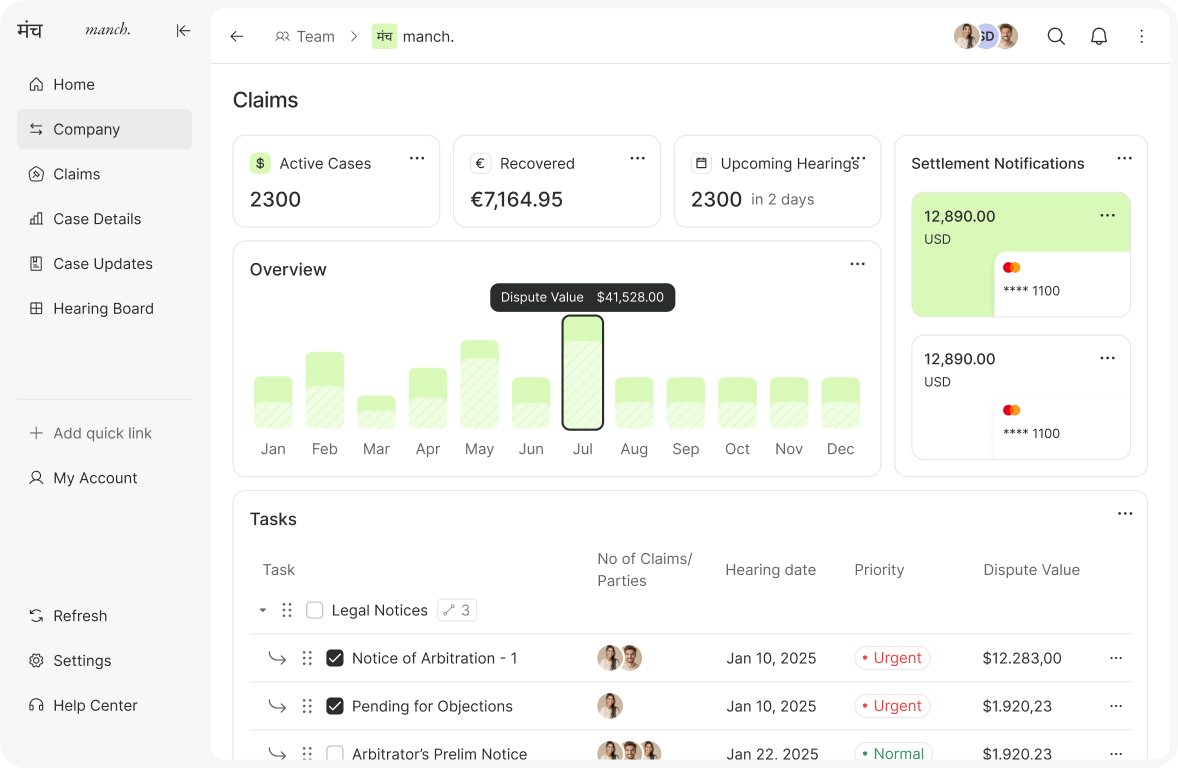 मंच
manch.
Home
Company
Claims
Case Details
Case Updates
Hearing Board
Add quick link
My Account
Refresh
Settings
Help Center
Team
मंच manch.
SD
Claims
$ Active Cases
2300
€ Recovered
€7,164.95
Upcoming Hearings
2300 in 2 days
Settlement Notifications
12,890.00
USD
**** 1100
12,890.00
USD
**** 1100
Overview
Dispute Value $41,528.00
Jan Feb Mar Apr May Jun Jul Aug Sep Oct Nov Dec
Tasks
Task
No of Claims/
Parties
Hearing date
Priority
Dispute Value
Legal Notices 3
Notice of Arbitration - 1 Jan 10, 2025 Urgent $12.283,00
Pending for Objections Jan 10, 2025 Urgent $1.920,23
Arbitrator’s Prelim Notice Jan 22, 2025 Normal $1.920,23